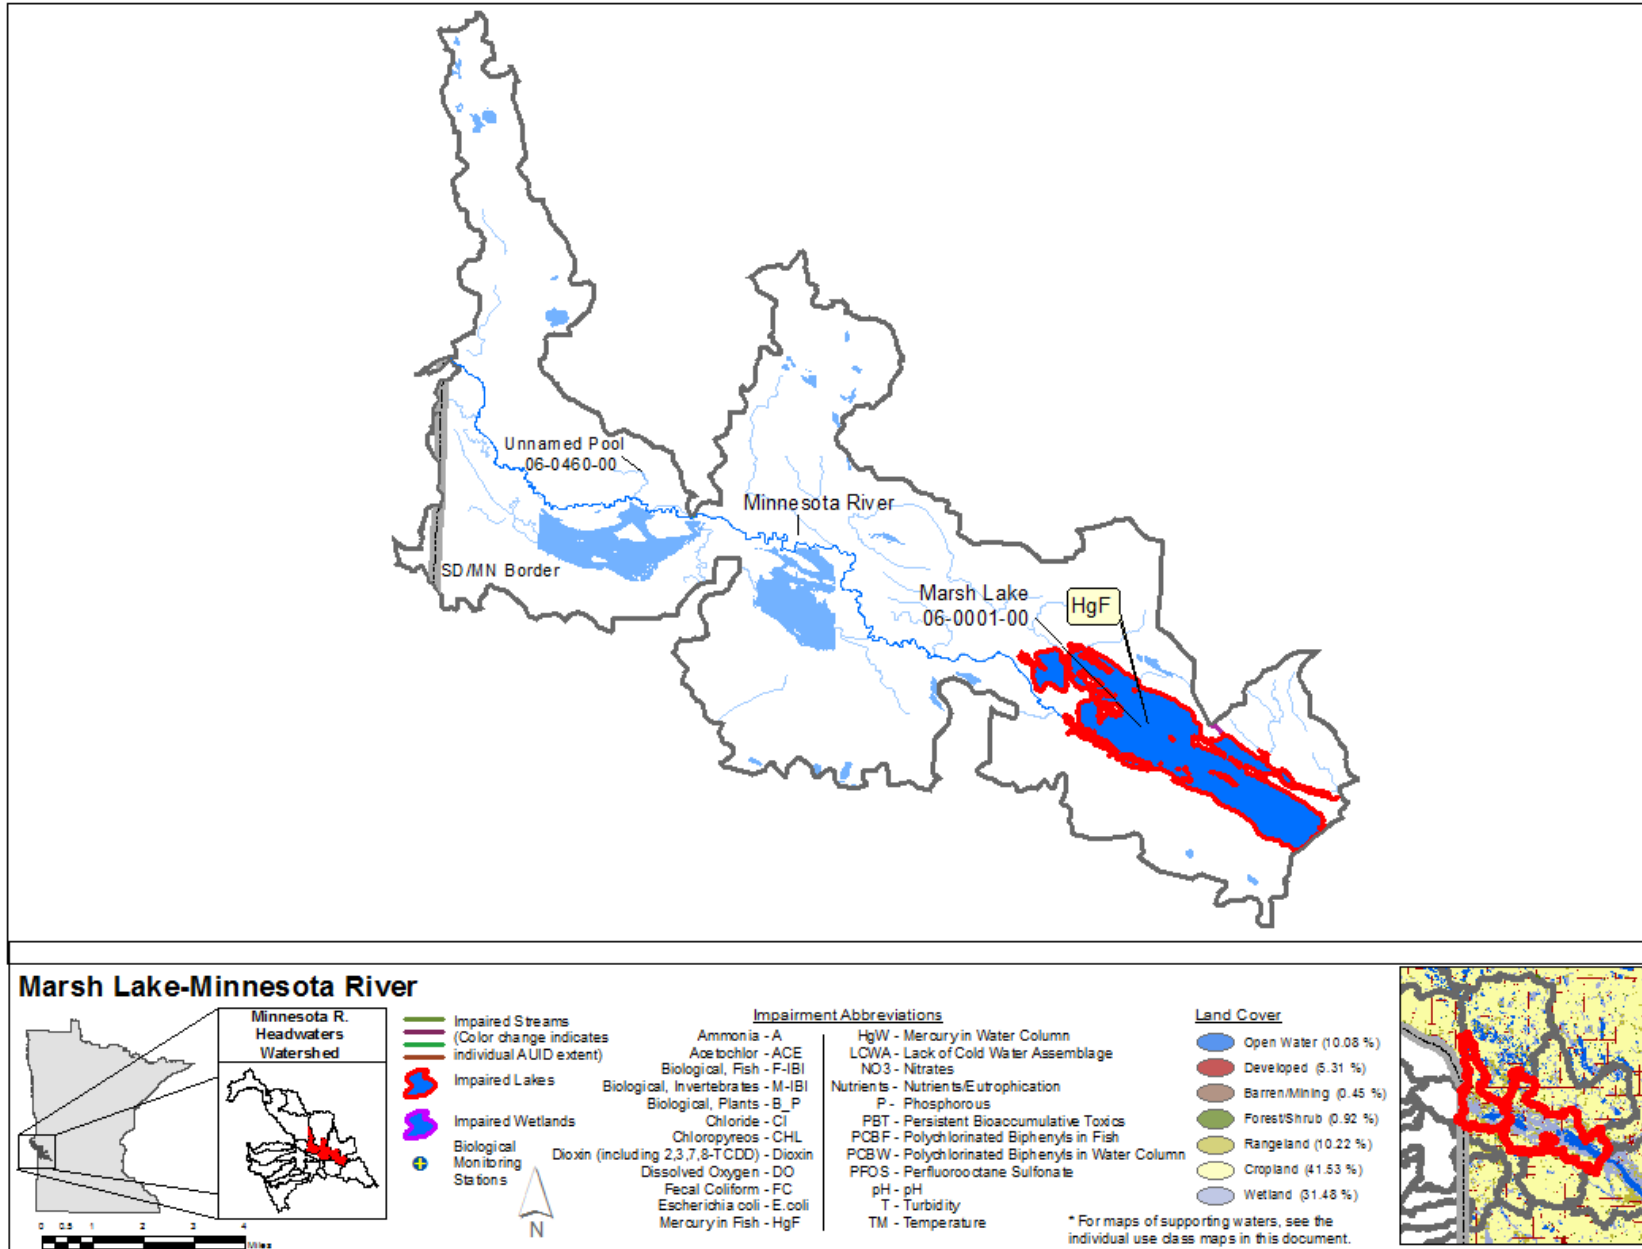 Unnamed Pool
06-0460-00
Minnesota River
SD/MN Border
Marsh Lake
06-0001-00
HgF
Marsh Lake-Minnesota River
Minnesota R.
Headwaters
Watershed
0 0.5 1 2 3 4
Miles
Impaired Streams
(Color change indicates
individual AUID extent)
Impaired Lakes
Impaired Wetlands
Biological
Monitoring
Stations
N
Impairment Abbreviations
Ammonia - A
Acetochlor - ACE
Biological, Fish - F-IBI
Biological, Invertebrates - M-IBI
Biological, Plants - B_P
Chloride - Cl
Chloropyreos - CHL
Dioxin (including 2,3,7,8-TCDD) - Dioxin
Dissolved Oxygen - DO
Fecal Coliform - FC
Escherichia coli - E.coli
Mercury in Fish - HgF
HgW - Mercury in Water Column
LCWA - Lack of Cold Water Assemblage
NO3 - Nitrates
Nutrients - Nutrients/Eutrophication
P - Phosphorous
PBT - Persistent Bioaccumulative Toxics
PCBF - Polychlorinated Biphenyls in Fish
PCBW - Polychlorinated Biphenyls in Water Column
PFOS - Perfluorooctane Sulfonate
pH - pH
T - Turbidity
TM - Temperature
Land Cover
Open Water (10.08 %)
Developed (5.31 %)
Barren/Mining (0.45 %)
Forest/Shrub (0.92 %)
Rangeland (10.22 %)
Cropland (41.53 %)
Wetland (31.48 %)
* For maps of supporting waters, see the
individual use class maps in this document.